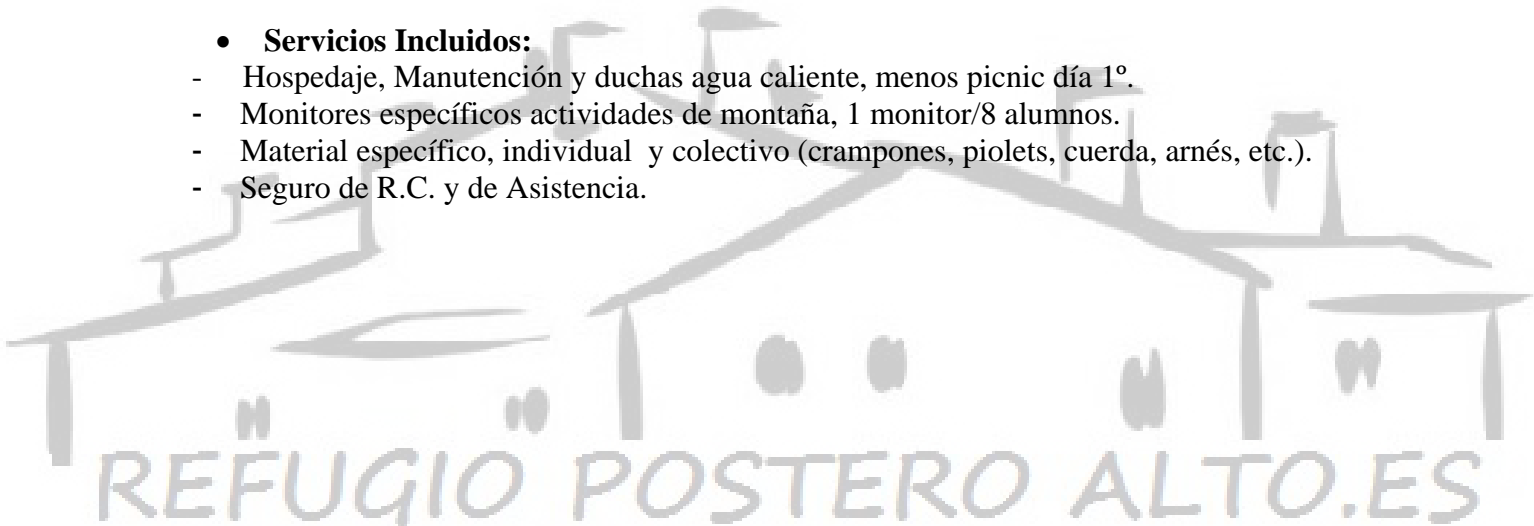 • Servicios Incluidos:
- Hospedaje, Manutención y duchas agua caliente, menos picnic día 1º.
- Monitores específicos actividades de montaña, 1 monitor/8 alumnos.
- Material específico, individual y colectivo (crampones, piolets, cuerda, arnés, etc.).
- Seguro de R.C. y de Asistencia.
REFUGIO POSTERO ALTO.ES